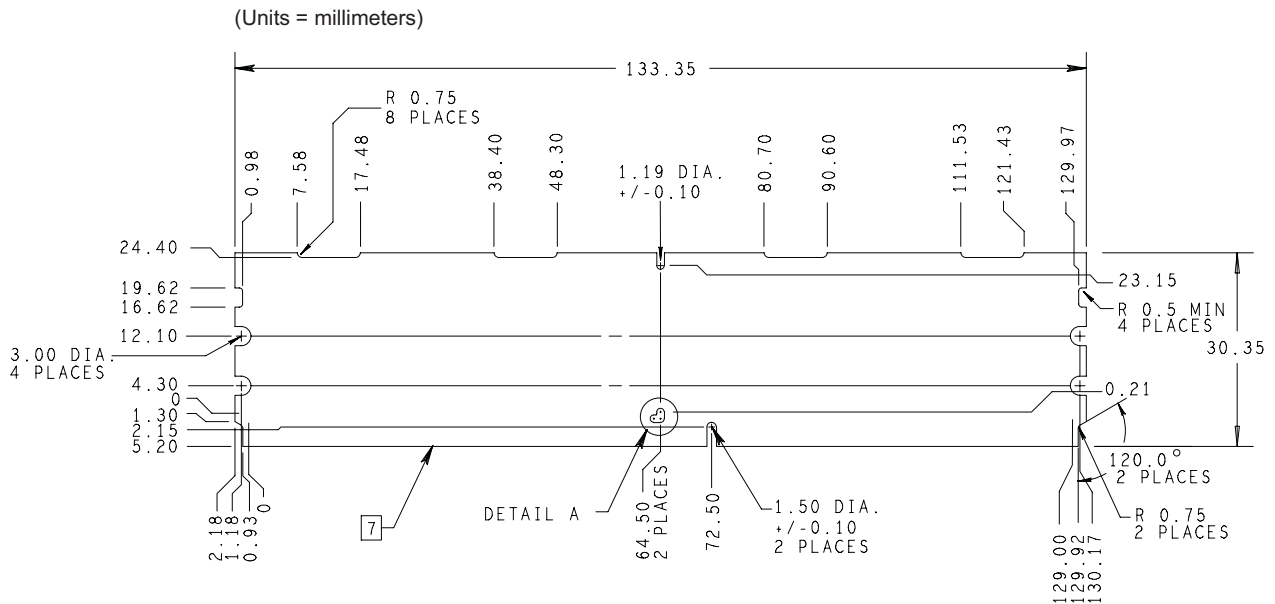 (Units = millimeters)
133.35
R 0.75
8 PLACES
0.98
7.58
17.48
38.40
48.30
1.19 DIA.
+/-0.10
80.70
90.60
111.53
121.43
129.97
24.40
23.15
19.62
16.62
R 0.5 MIN
4 PLACES
12.10
30.35
3.00 DIA.
4 PLACES
4.30
0.21
0
1.30
2.15
5.20
120.0°
2 PLACES
2.18
1.18
0.93
0
7
DETAIL A
64.50
2 PLACES
72.50
1.50 DIA.
+/-0.10
2 PLACES
R 0.75
2 PLACES
129.00
129.92
130.17